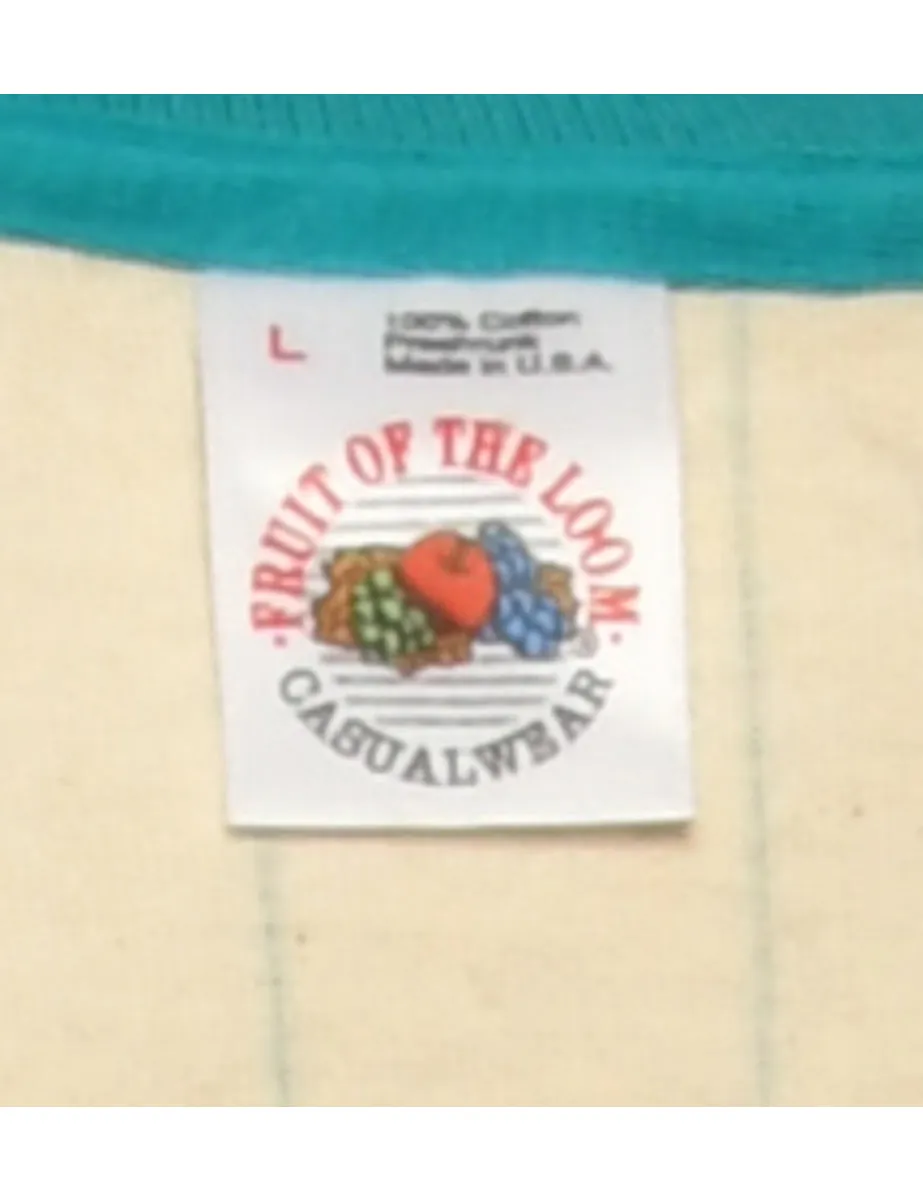 L
100% Cotton
Preshrunk
Made in U.S.A.
·FRUIT OF THE LOOM·
®
CASUALWEAR